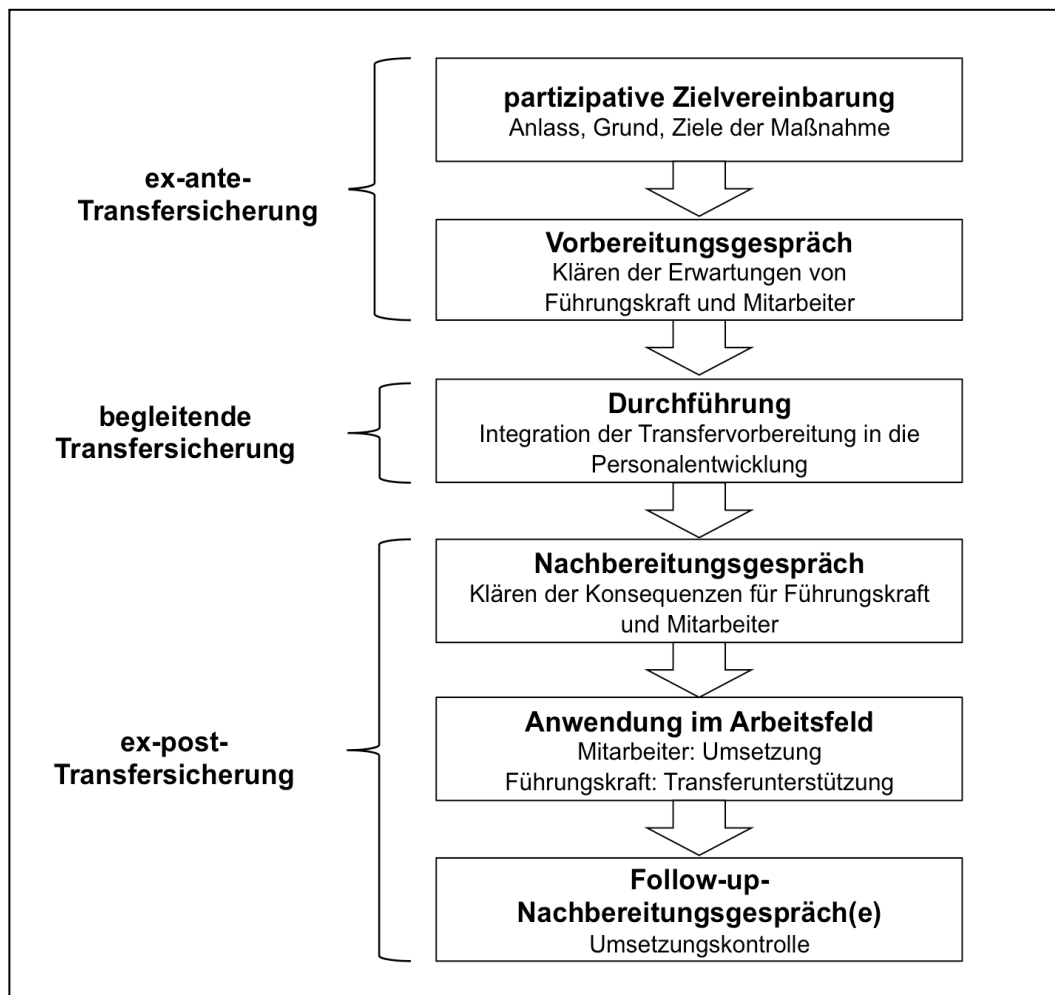 partizipative Zielvereinbarung
Anlass, Grund, Ziele der Maßnahme
ex-ante-
Transfersicherung
Vorbereitungsgespräch
Klären der Erwartungen von
Führungskraft und Mitarbeiter
begleitende
Transfersicherung
Durchführung
Integration der Transfervorbereitung in die
Personalentwicklung
Nachbereitungsgespräch
Klären der Konsequenzen für Führungskraft
und Mitarbeiter
ex-post-
Transfersicherung
Anwendung im Arbeitsfeld
Mitarbeiter: Umsetzung
Führungskraft: Transferunterstützung
Follow-up-
Nachbereitungsgespräch(e)
Umsetzungskontrolle